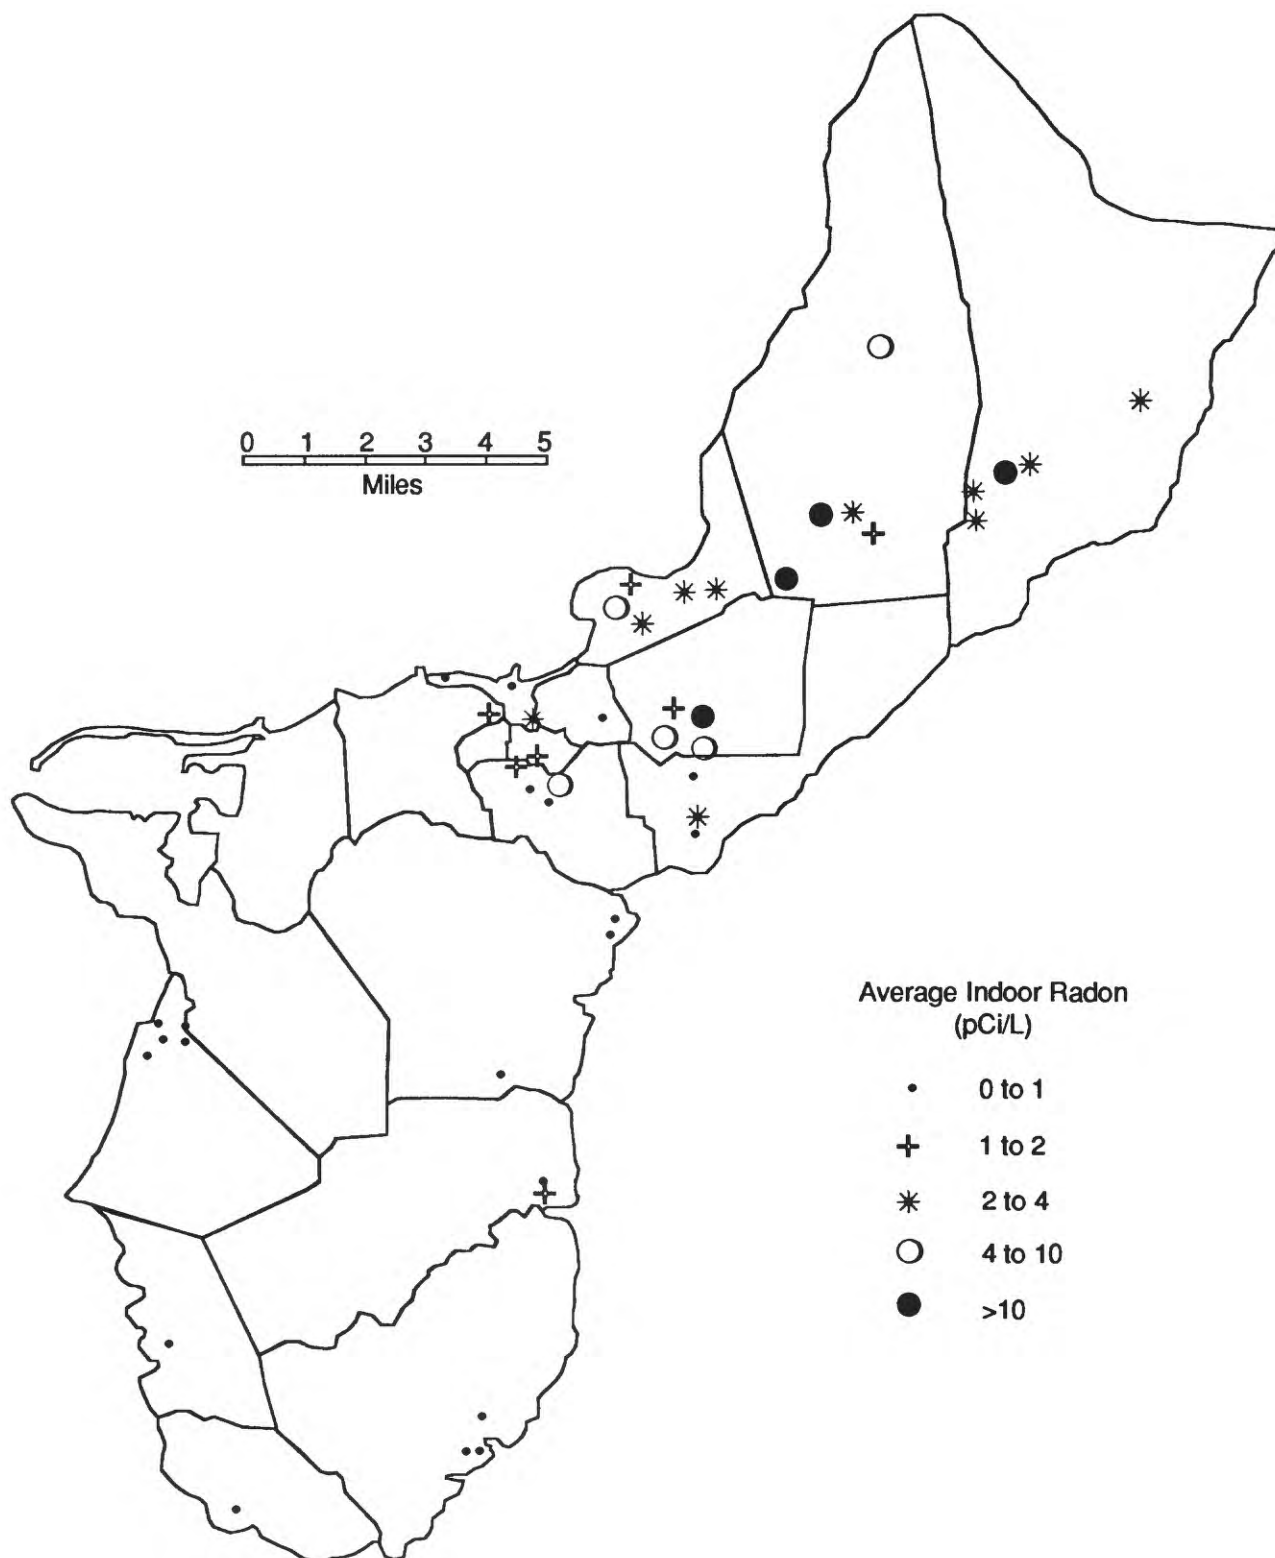 0 1 2 3 4 5
Miles
Average Indoor Radon
(pCi/L)
0 to 1
1 to 2
2 to 4
4 to 10
>10